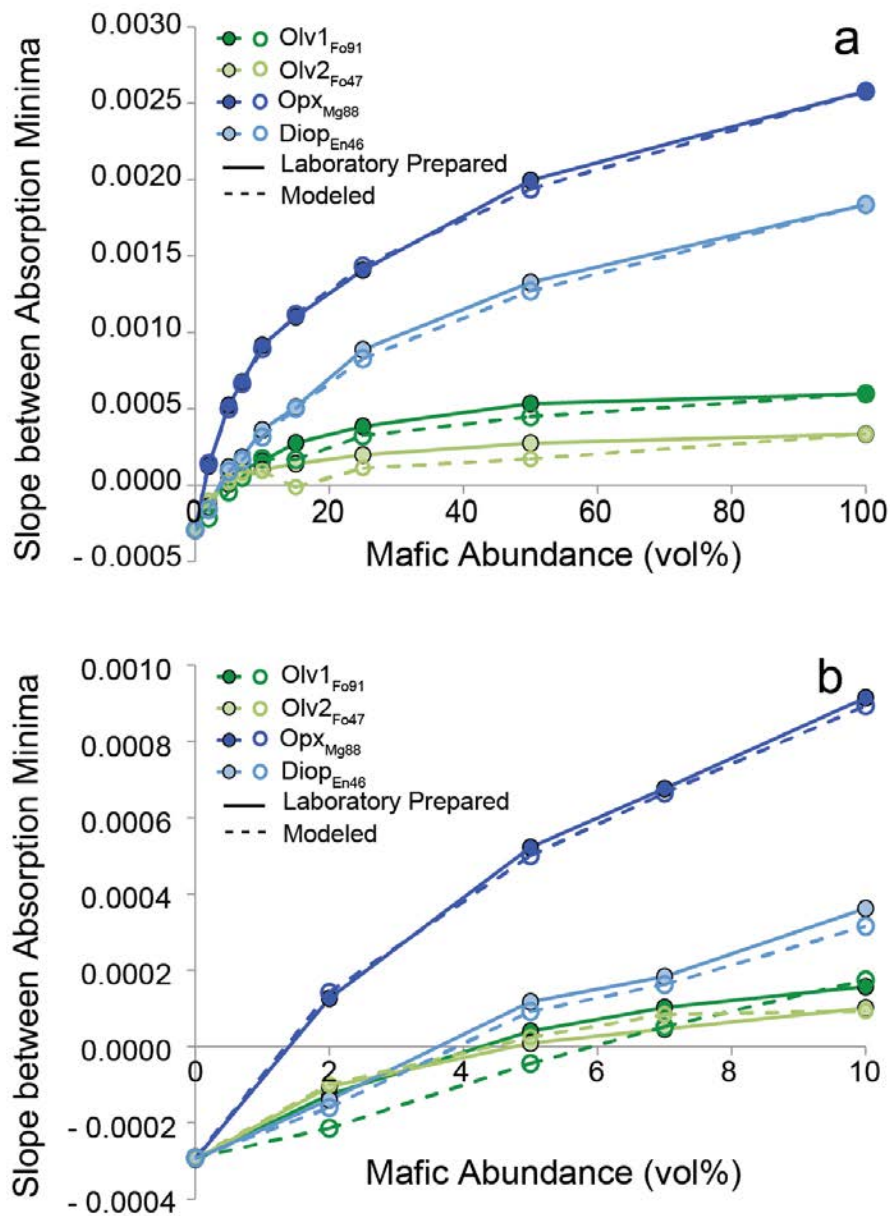 a
Slope between Absorption Minima
0.0030
0.0025
0.0020
0.0015
0.0010
0.0005
0.0000
- 0.0005
Olv1Fo91
Olv2Fo47
OpxMg88
DiopEn46
Laboratory Prepared
Modeled
0 20 40 60 80 100
Mafic Abundance (vol%)
b
Slope between Absorption Minima
0.0010
0.0008
0.0006
0.0004
0.0002
0.0000
- 0.0002
- 0.0004
Olv1Fo91
Olv2Fo47
OpxMg88
DiopEn46
Laboratory Prepared
Modeled
0 2 4 6 8 10
Mafic Abundance (vol%)